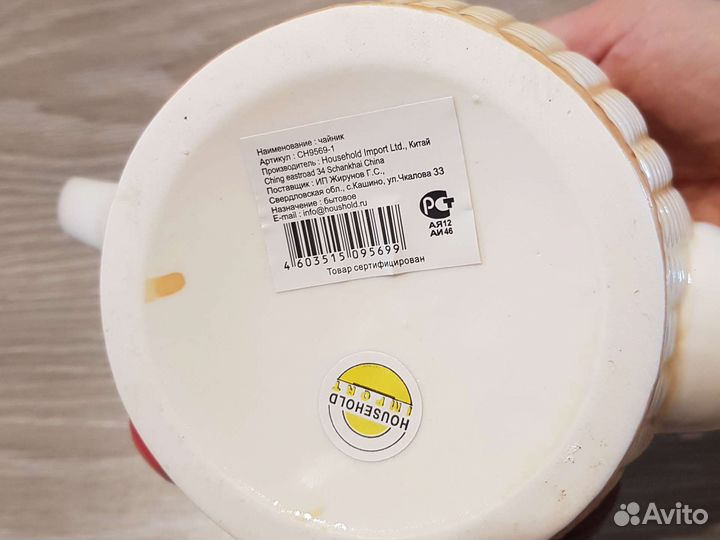 Наименование : чайник
Артикул : CH9569-1
Производитель : Household Import Ltd., Китай
Ching eastroad 34 Schankhai China
Поставщик : ИП Жирунов Г.С.,
Свердловская обл., с.Кашино, ул.Чкалова 33
Назначение : бытовое
E-mail : info@houshold.ru
РСТ
АЯ12
АИ46
4 603515 095699
Товар сертифицирован
IMPORT
HOUSEHOLD
Avito